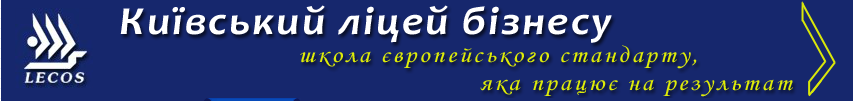 Київський ліцей бізнесу
школа європейського стандарту,
яка працює на результат
LECOS